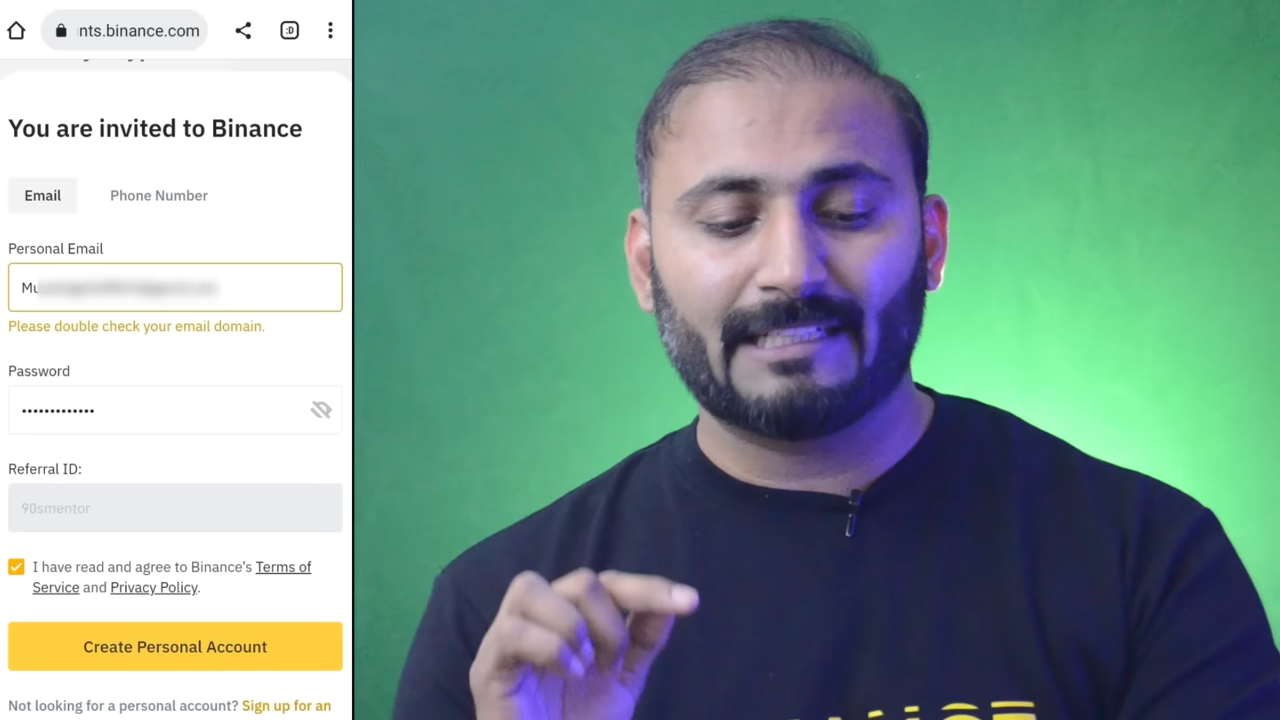 nts.binance.com
:D
You are invited to Binance
Email
Phone Number
Personal Email
Mu
Please double check your email domain.
Password
•••••••••••••
Referral ID:
90smentor
I have read and agree to Binance's Terms of
Service and Privacy Policy.
Create Personal Account
Not looking for a personal account? Sign up for an